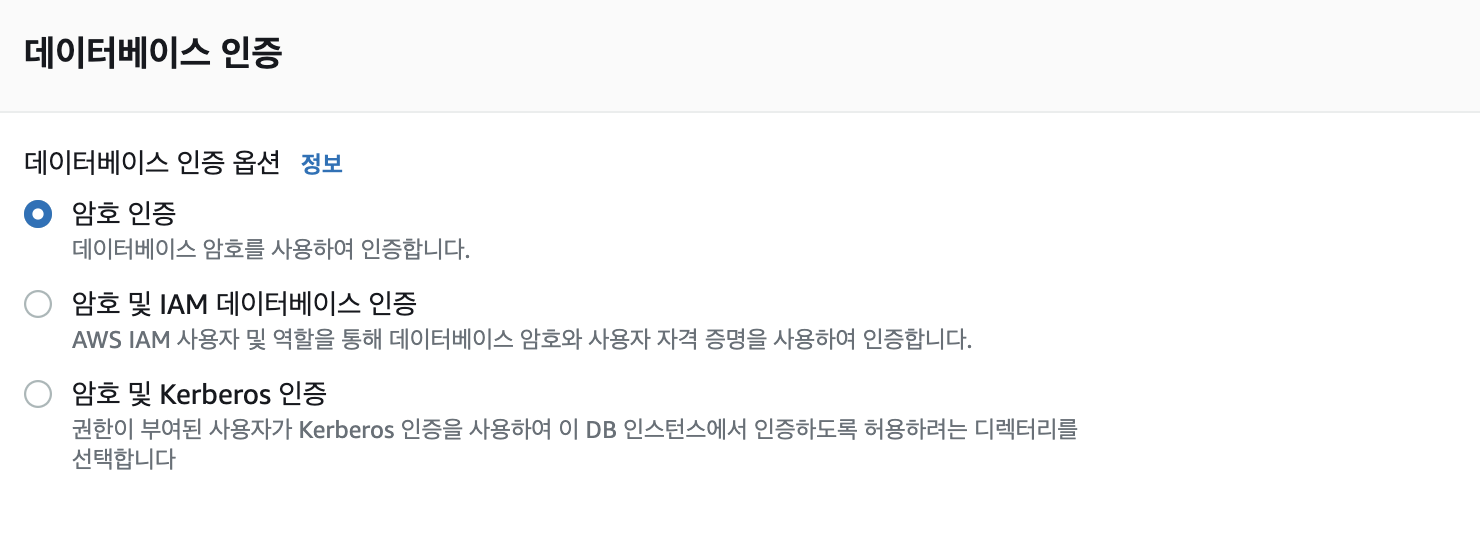 데이터베이스 인증
데이터베이스 인증 옵션 정보
암호 인증
데이터베이스 암호를 사용하여 인증합니다.
암호 및 IAM 데이터베이스 인증
AWS IAM 사용자 및 역할을 통해 데이터베이스 암호와 사용자 자격 증명을 사용하여 인증합니다.
암호 및 Kerberos 인증
권한이 부여된 사용자가 Kerberos 인증을 사용하여 이 DB 인스턴스에서 인증하도록 허용하려는 디렉터리를
선택합니다